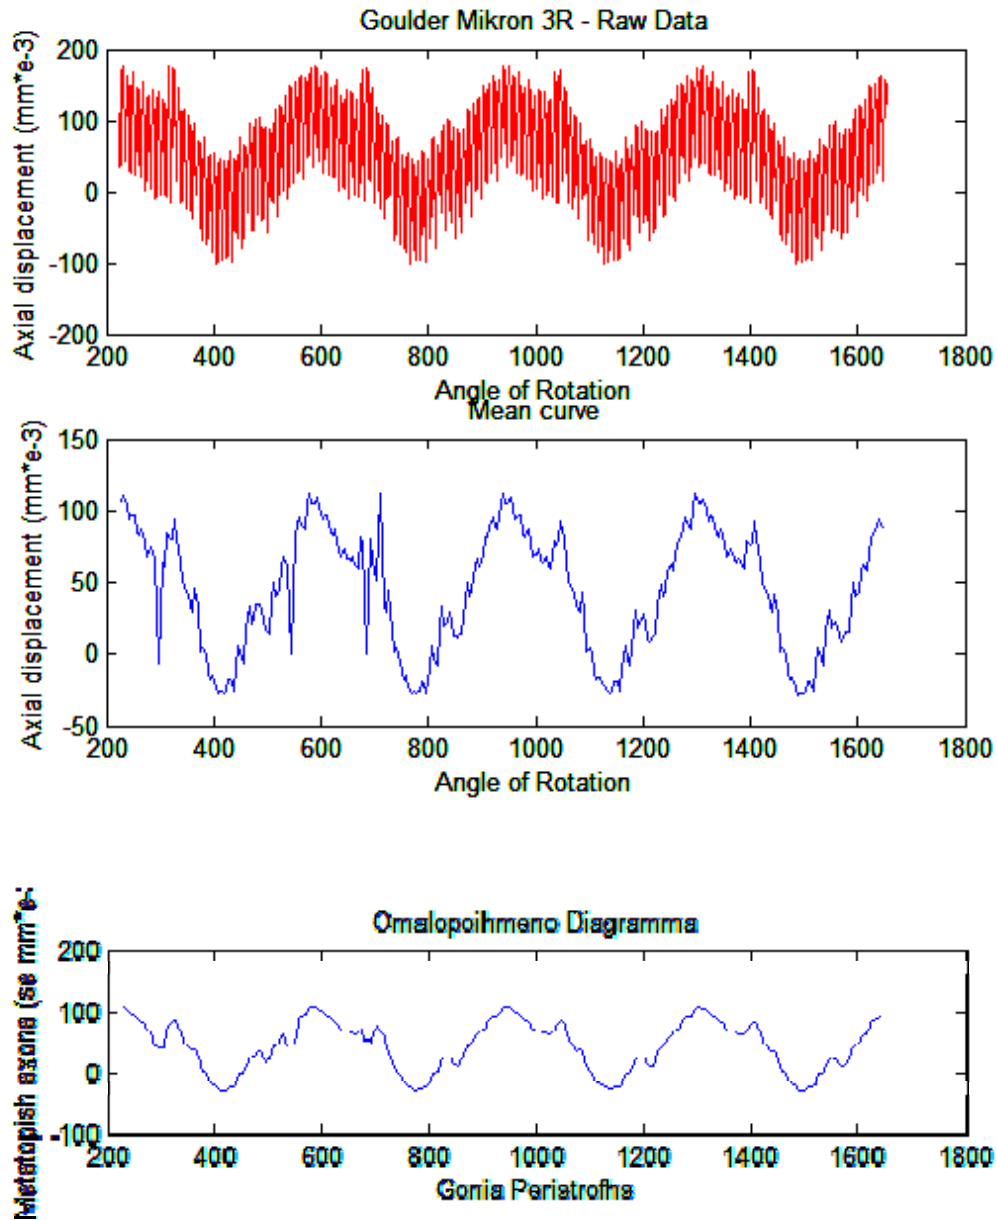 Goulder Mikron 3R - Raw Data
Axial displacement (mm*e-3)
200
100
0
-100
-200
200 400 600 800 1000 1200 1400 1600 1800
Angle of Rotation
Mean curve
Axial displacement (mm*e-3)
150
100
50
0
-50
200 400 600 800 1000 1200 1400 1600 1800
Angle of Rotation
Omalopoihmeno Diagramma
axona (se mm*e-
200
100
0
-100
200 400 600 800 1000 1200 1400 1600 1800
Gonia Peristrofhs